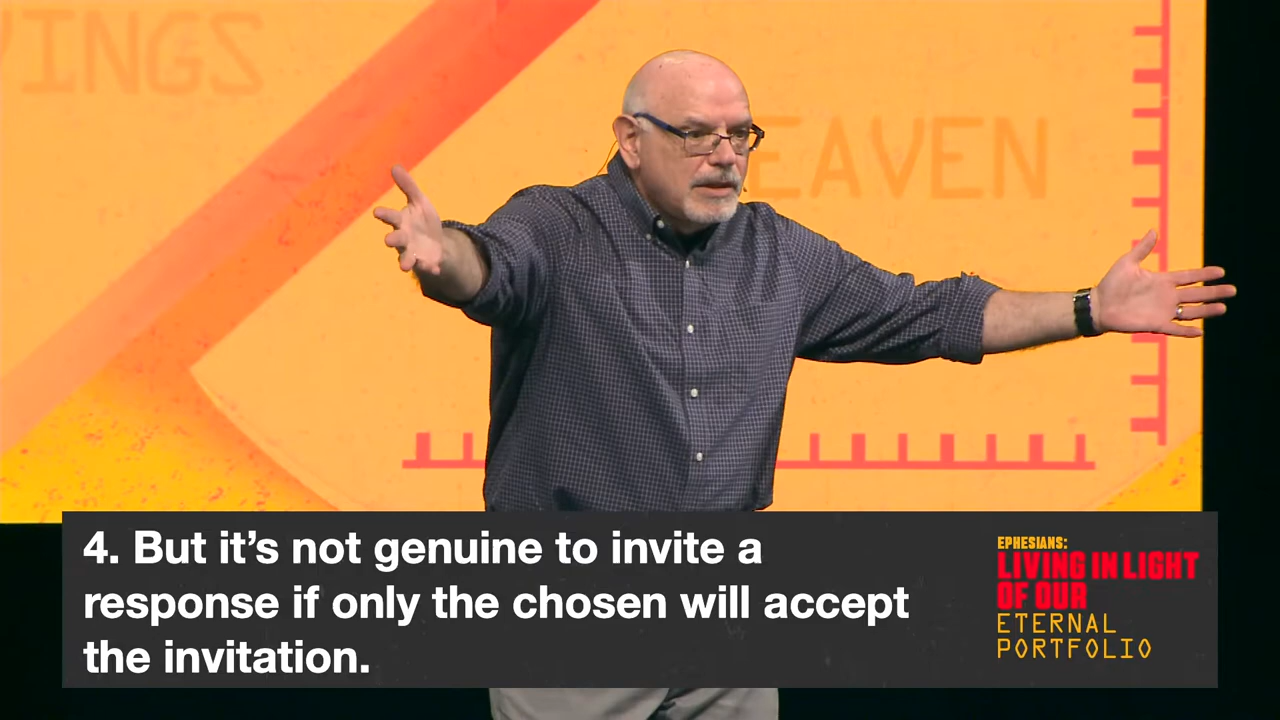 VINGS
EAVEN
4. But it's not genuine to invite a
response if only the chosen will accept
the invitation.
EPHESIANS:
LIVING IN LIGHT
OF OUR
ETERNAL
PORTFOLIO